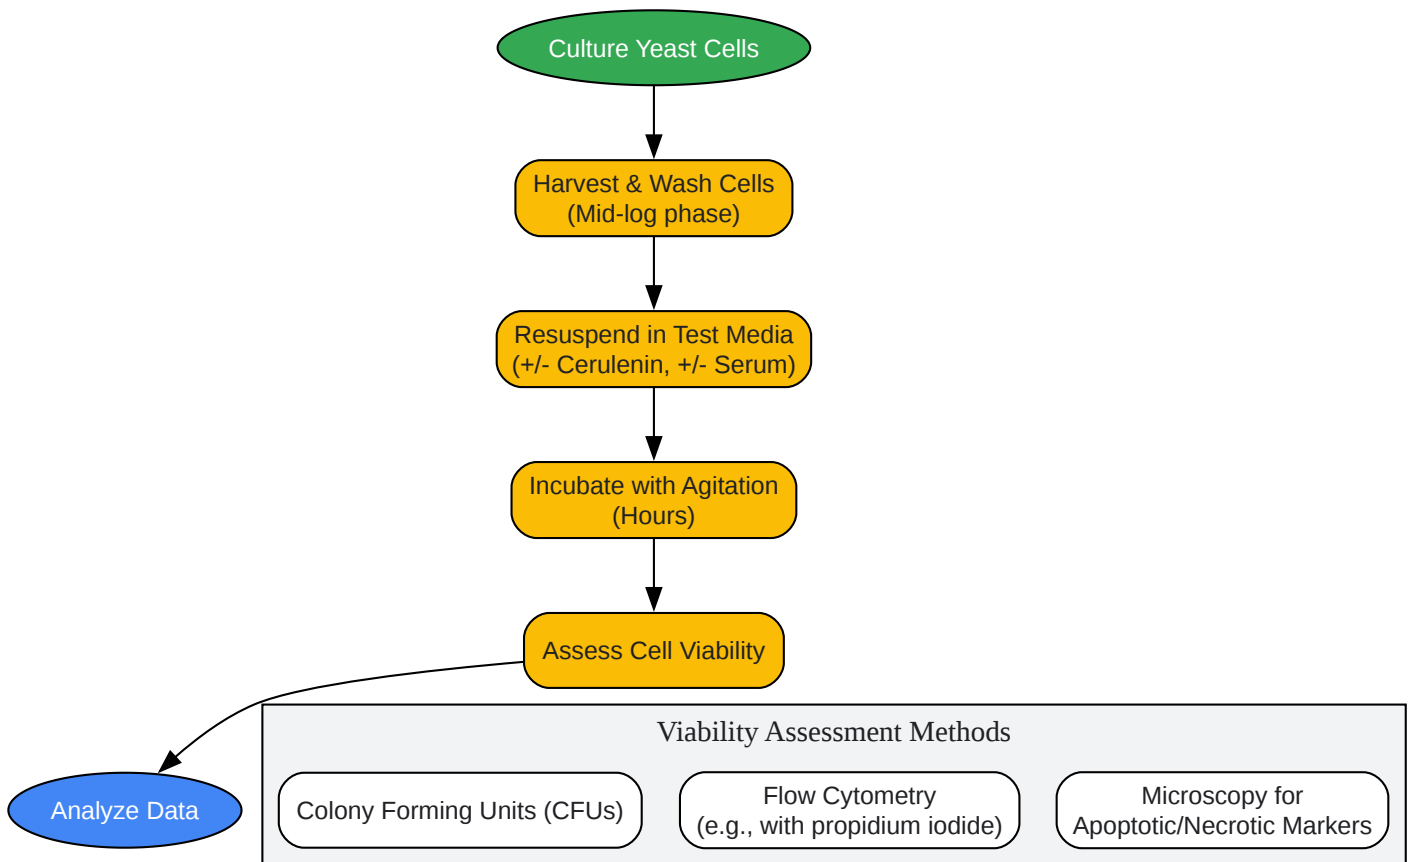 Culture Yeast Cells
Harvest & Wash Cells
(Mid-log phase)
Resuspend in Test Media
(+/- Cerulenin, +/- Serum)
Incubate with Agitation
(Hours)
Assess Cell Viability
Viability Assessment Methods
Analyze Data
Colony Forming Units (CFUs)
Flow Cytometry
(e.g., with propidium iodide)
Microscopy for
Apoptotic/Necrotic Markers